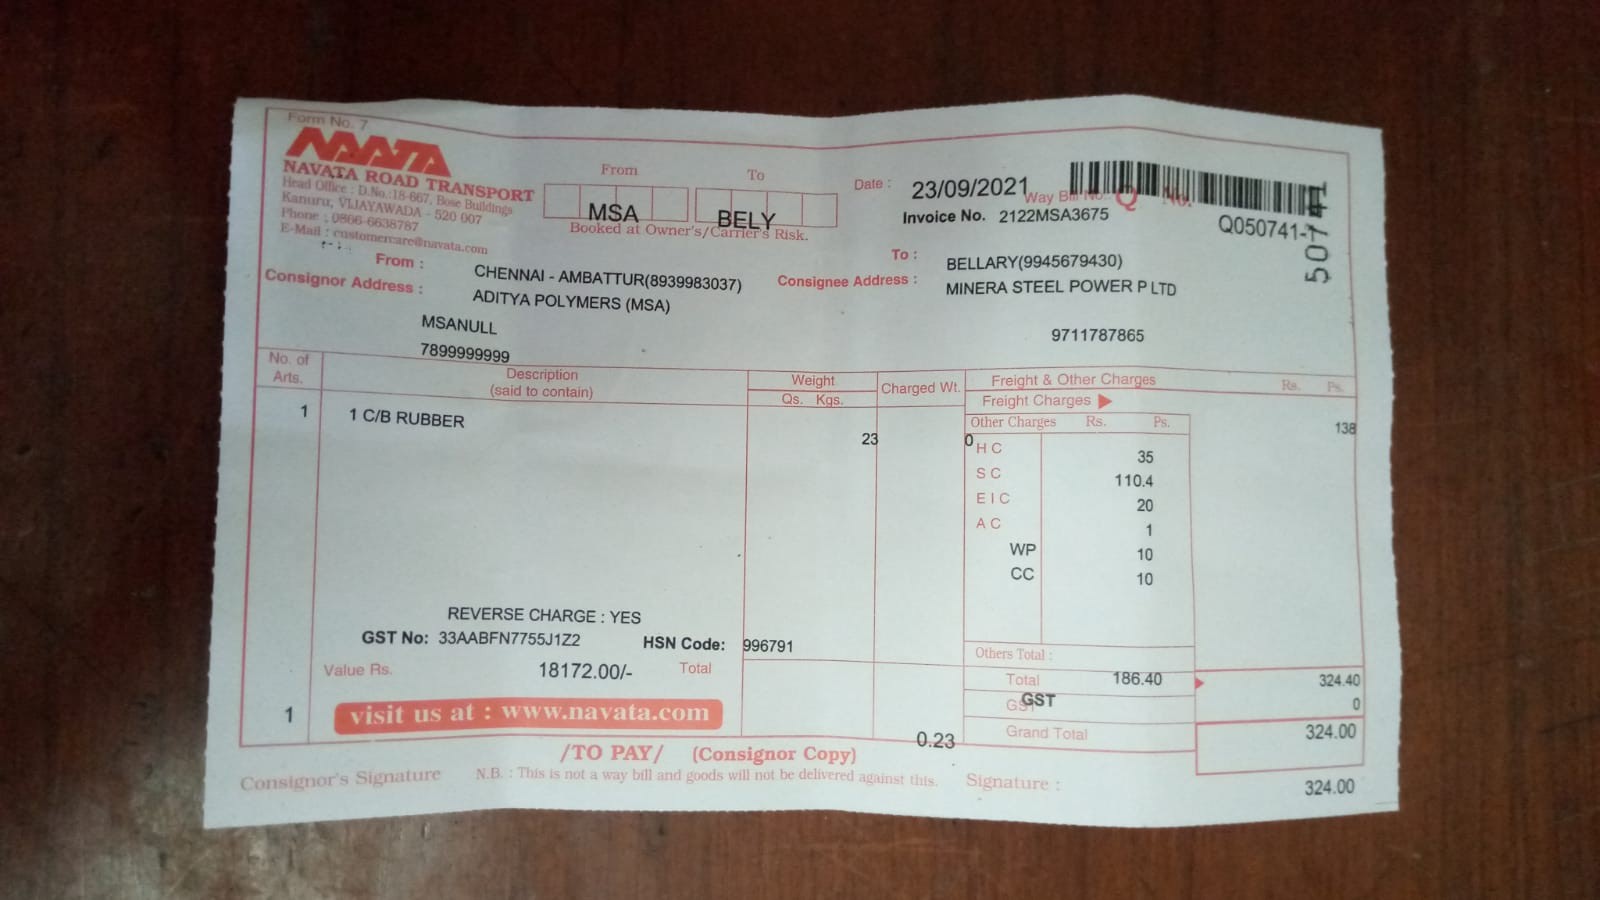 Form No. 7
NAVATA
NAVATA ROAD TRANSPORT
Head Office : D.No.:18-667, Bose Buildings
Kanuru, VIJAYAWADA - 520 007
Phone : 0866-6638787
E-Mail : customercare@navata.com
From To
MSA BELY
Booked at Owner's/Carrier's Risk.
Date : 23/09/2021
Way Bill No. Q No.
Invoice No. 2122MSA3675
Q050741-1
50741
From : CHENNAI - AMBATTUR(8939983037)
Consignor Address : ADITYA POLYMERS (MSA)
MSANULL
7899999999
To : BELLARY(9945679430)
Consignee Address : MINERA STEEL POWER P LTD
9711787865
No. of Arts. Description (said to contain) Weight Qs. Kgs. Charged Wt. Freight & Other Charges Rs. Ps.
Freight Charges 138
Other Charges Rs. Ps.
1 1 C/B RUBBER 23 0
H C 35
S C 110.4
E I C 20
A C 1
WP 10
CC 10
REVERSE CHARGE : YES
GST No: 33AABFN7755J1Z2 HSN Code: 996791
Others Total :
Value Rs. 18172.00/- Total
Total 186.40 324.40
GST GST 0
1 visit us at : www.navata.com
Grand Total 324.00
0.23
/TO PAY/ (Consignor Copy)
Consignor's Signature N.B. : This is not a way bill and goods will not be delivered against this. Signature :
324.00